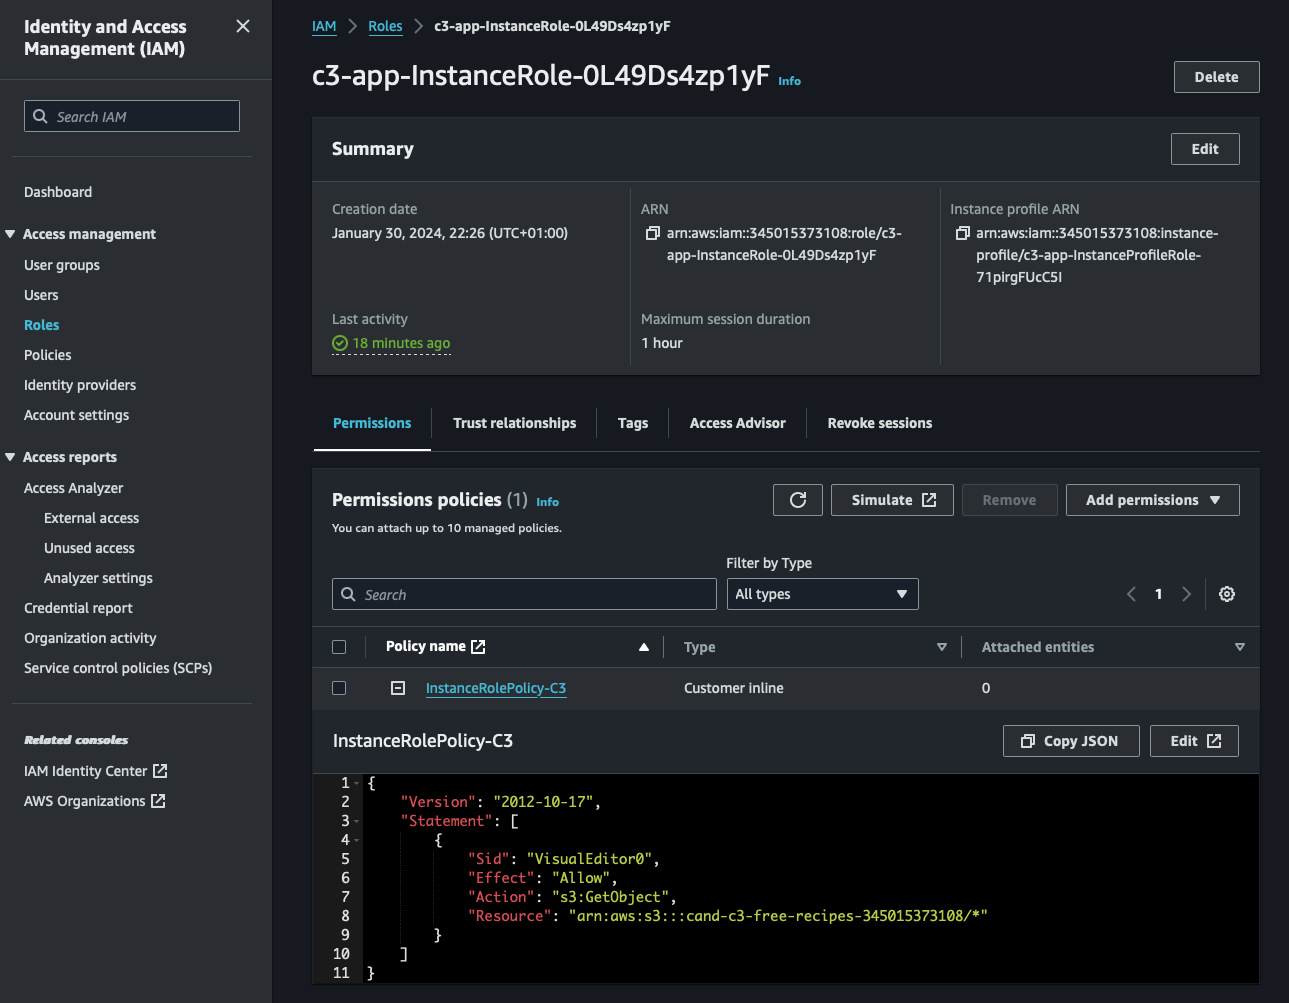 Identity and Access
Management (IAM)
Search IAM
Dashboard
Access management
User groups
Users
Roles
Policies
Identity providers
Account settings
Access reports
Access Analyzer
External access
Unused access
Analyzer settings
Credential report
Organization activity
Service control policies (SCPs)
Related consoles
IAM Identity Center
AWS Organizations
IAM > Roles > c3-app-InstanceRole-0L49Ds4zp1yF
c3-app-InstanceRole-0L49Ds4zp1yF Info
Delete
Summary
Edit
Creation date
January 30, 2024, 22:26 (UTC+01:00)
ARN
arn:aws:iam::345015373108:role/c3-
app-InstanceRole-0L49Ds4zp1yF
Instance profile ARN
arn:aws:iam::345015373108:instance-
profile/c3-app-InstanceProfileRole-
71pirgFUcC5I
Last activity
18 minutes ago
Maximum session duration
1 hour
Permissions
Trust relationships
Tags
Access Advisor
Revoke sessions
Permissions policies (1) Info
You can attach up to 10 managed policies.
Simulate
Remove
Add permissions
Filter by Type
Search
All types
1
Policy name
Type
Attached entities
InstanceRolePolicy-C3
Customer inline
0
InstanceRolePolicy-C3
Copy JSON
Edit
1 {
2 "Version": "2012-10-17",
3 "Statement": [
4 {
5 "Sid": "VisualEditor0",
6 "Effect": "Allow",
7 "Action": "s3:GetObject",
8 "Resource": "arn:aws:s3:::cand-c3-free-recipes-345015373108/*"
9 }
10 ]
11 }